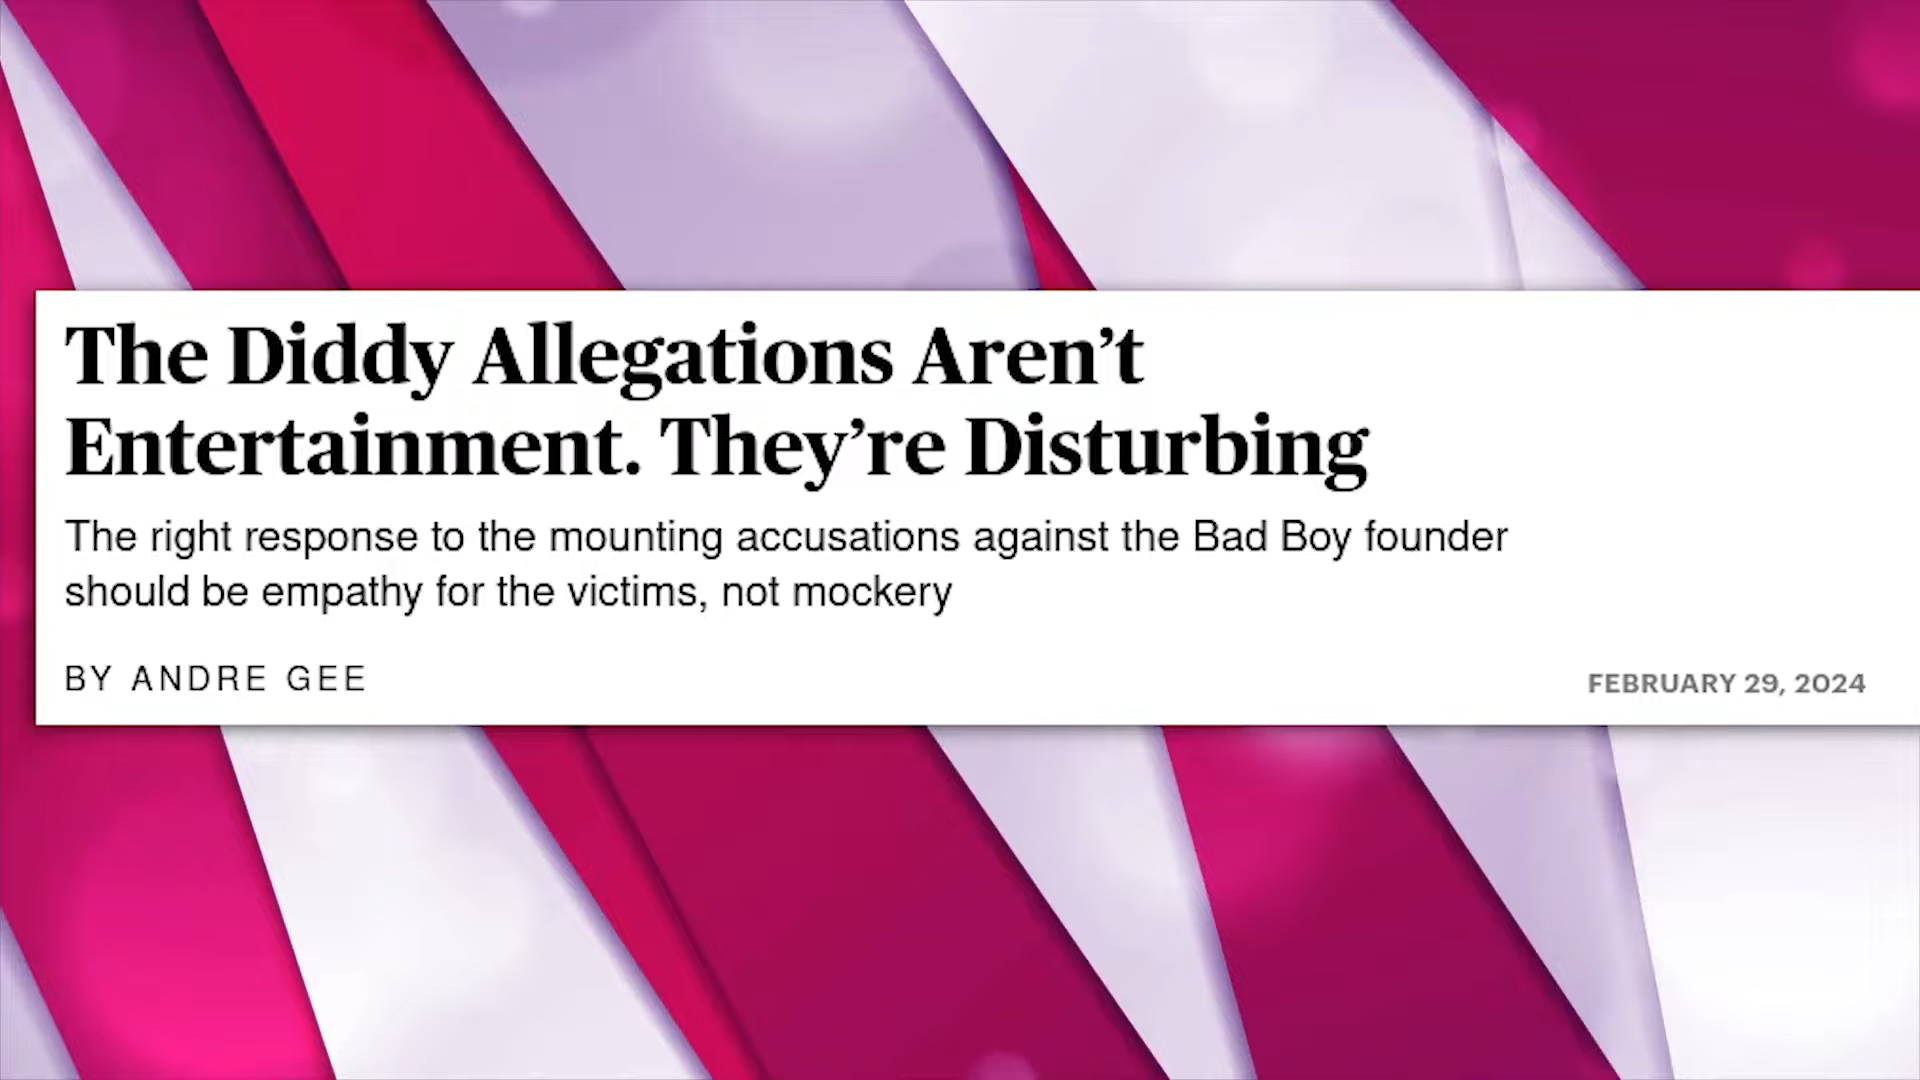 The Diddy Allegations Aren’t
Entertainment. They’re Disturbing
The right response to the mounting accusations against the Bad Boy founder
should be empathy for the victims, not mockery
BY ANDRE GEE
FEBRUARY 29, 2024